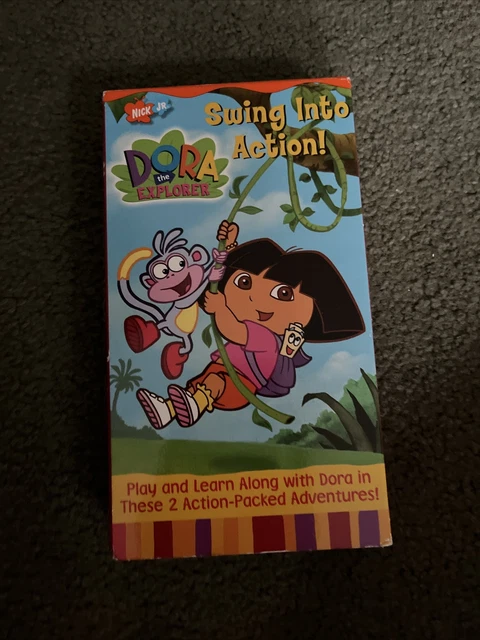 NICK JR.
Swing Into
Action!
DORA
the
EXPLORER
Play and Learn Along with Dora in
These 2 Action-Packed Adventures!